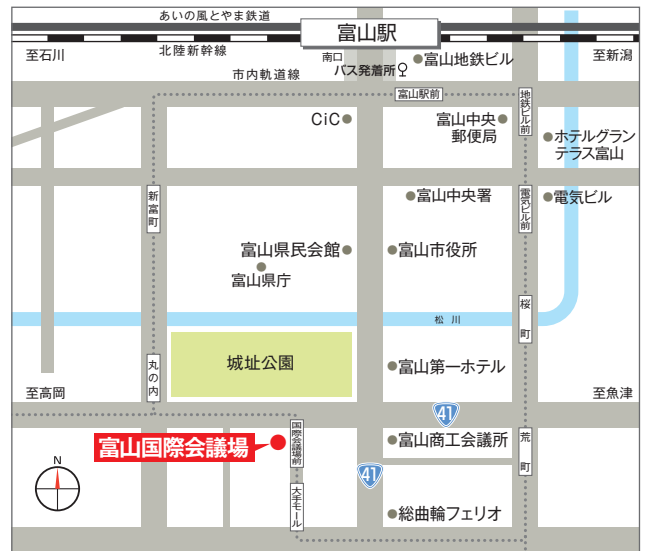 あいの風とやま鉄道
富山駅
至石川
北陸新幹線
南口
富山地鉄ビル
至新潟
市内軌道線
バス発着所
富山駅前
地鉄ビル前
CiC
富山中央
郵便局
ホテルグラン
テラス富山
新富町
富山中央署
電気ビル前
電気ビル
富山県民会館
富山市役所
富山県庁
桜町
松川
丸の内
城址公園
富山第一ホテル
至高岡
至魚津
41
富山国際会議場
国際会議場前
富山商工会議所
荒町
N
41
大手モール
総曲輪フェリオ